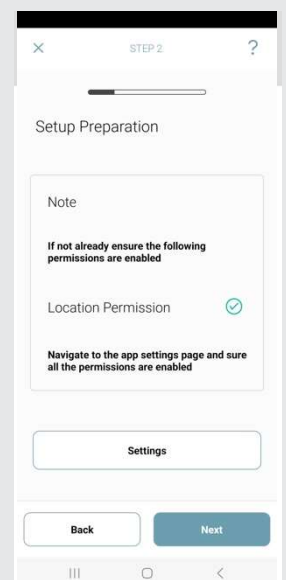 STEP 2
?
Setup Preparation
Note
If not already ensure the following
permissions are enabled
Location Permission
Navigate to the app settings page and sure
all the permissions are enabled
Settings
Back
Next